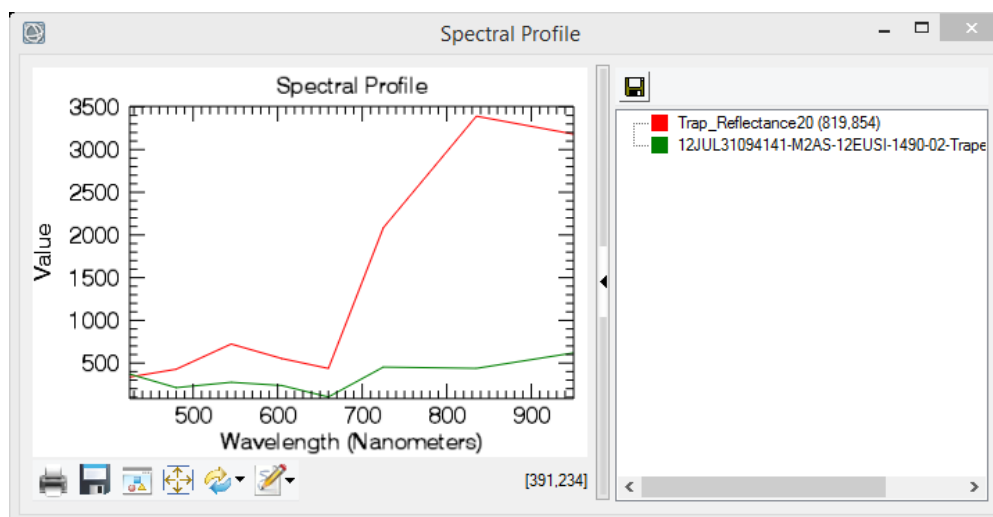 Spectral Profile
Spectral Profile
3500
3000
2500
2000
1500
1000
500
Value
500 600 700 800 900
Wavelength (Nanometers)
[391,234]
Trap_Reflectance20 (819,854)
12JUL31094141-M2AS-12EUSI-1490-02-Trape